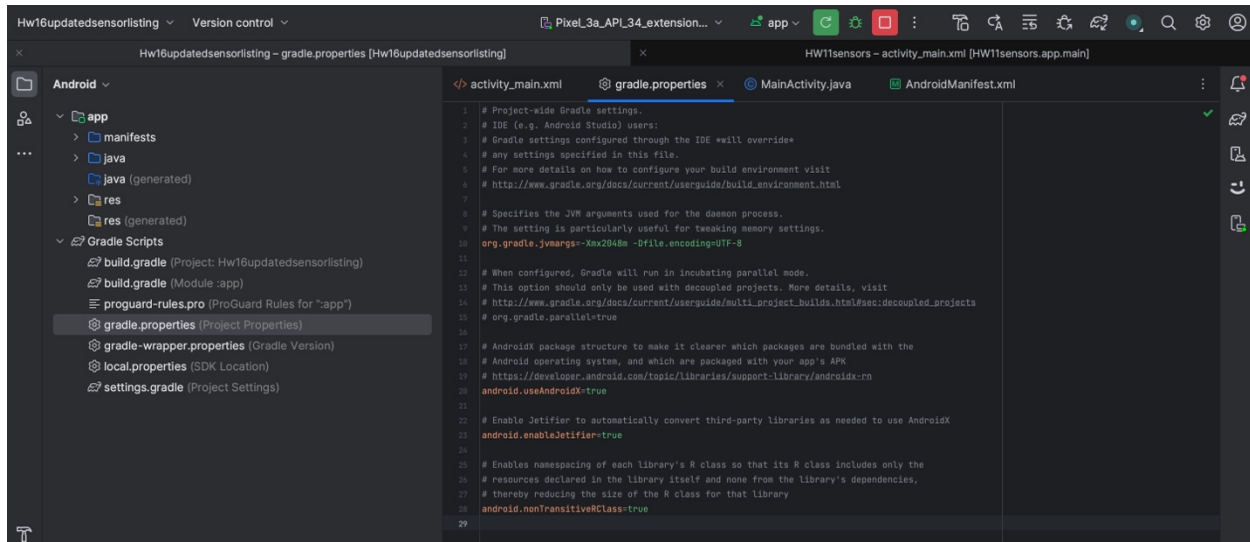 Hw16updatedsensorlisting Version control Pixel_3a_API_34_extension... app
Hw16updatedsensorlisting – gradle.properties [Hw16updatedsensorlisting] HW11sensors – activity_main.xml [HW11sensors.app.main]
Android
app
manifests
java
java (generated)
res
res (generated)
Gradle Scripts
build.gradle (Project: Hw16updatedsensorlisting)
build.gradle (Module :app)
proguard-rules.pro (ProGuard Rules for ":app")
gradle.properties (Project Properties)
gradle-wrapper.properties (Gradle Version)
local.properties (SDK Location)
settings.gradle (Project Settings)
activity_main.xml gradle.properties MainActivity.java AndroidManifest.xml
1 # Project-wide Gradle settings.
2 # IDE (e.g. Android Studio) users:
3 # Gradle settings configured through the IDE *will override*
4 # any settings specified in this file.
5 # For more details on how to configure your build environment visit
6 # http://www.gradle.org/docs/current/userguide/build_environment.html
7
8 # Specifies the JVM arguments used for the daemon process.
9 # The setting is particularly useful for tweaking memory settings.
10 org.gradle.jvmargs=-Xmx2048m -Dfile.encoding=UTF-8
11
12 # When configured, Gradle will run in incubating parallel mode.
13 # This option should only be used with decoupled projects. More details, visit
14 # http://www.gradle.org/docs/current/userguide/multi_project_builds.html#sec:decoupled_projects
15 # org.gradle.parallel=true
16
17 # AndroidX package structure to make it clearer which packages are bundled with the
18 # Android operating system, and which are packaged with your app's APK
19 # https://developer.android.com/topic/libraries/support-library/androidx-rn
20 android.useAndroidX=true
21
22 # Enable Jetifier to automatically convert third-party libraries as needed to use AndroidX
23 android.enableJetifier=true
24
25 # Enables namespacing of each library's R class so that its R class includes only the
26 # resources declared in the library itself and none from the library's dependencies,
27 # thereby reducing the size of the R class for that library
28 android.nonTransitiveRClass=true
29